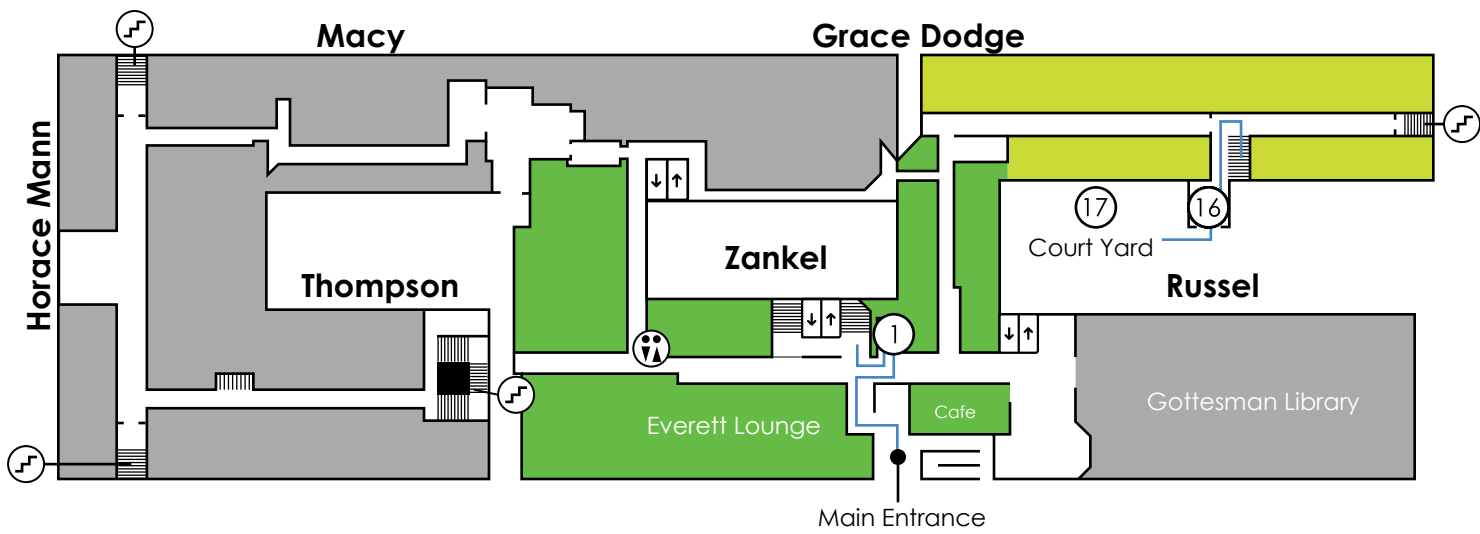 Macy
Grace Dodge
Horace Mann
17
16
Court Yard
Zankel
Thompson
Russel
1
Gottesman Library
Cafe
Everett Lounge
Main Entrance